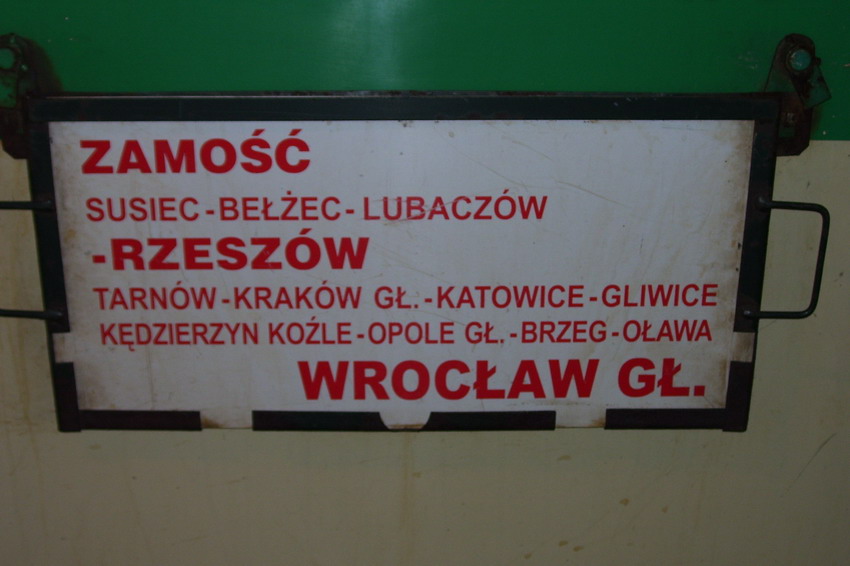 ZAMOŚĆ
SUSIEC-BEŁŻEC-LUBACZÓW
-RZESZÓW
TARNÓW-KRAKÓW GŁ.-KATOWICE-GLIWICE
KĘDZIERZYN KOŹLE-OPOLE GŁ.-BRZEG-OŁAWA
WROCŁAW GŁ.